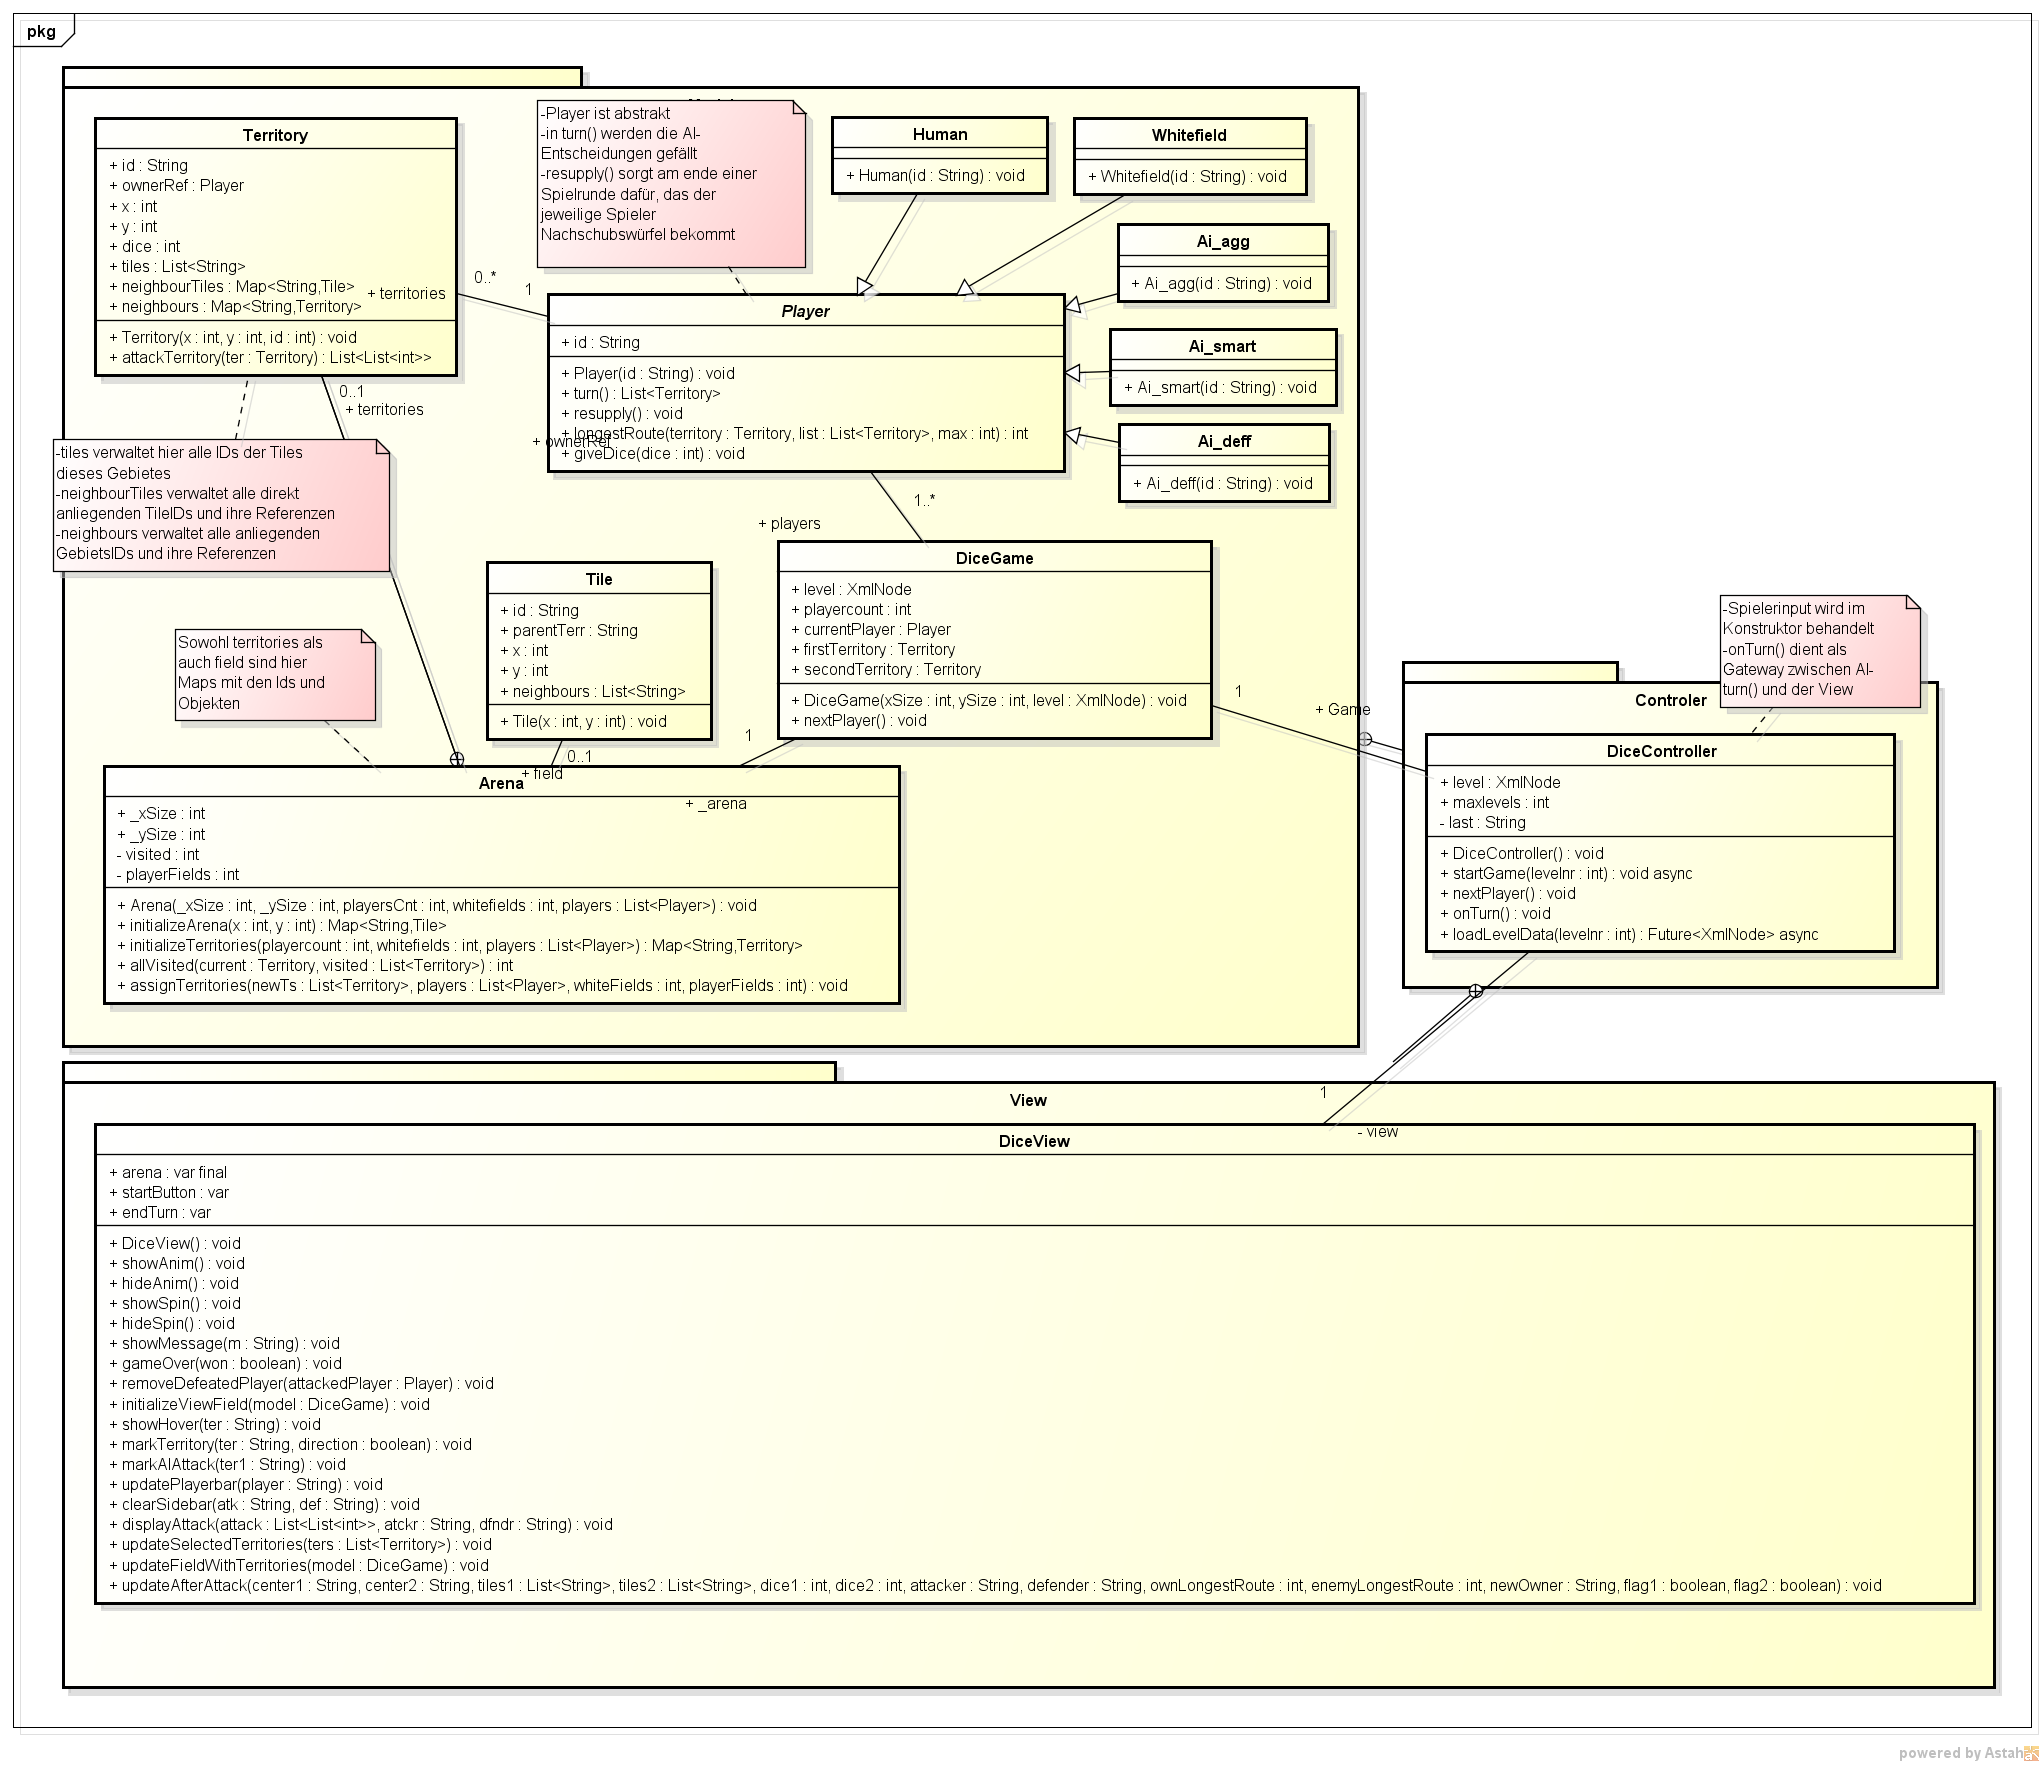 pkg
Territory
+ id : String
+ ownerRef : Player
+ x : int
+ y : int
+ dice : int
+ tiles : List<String>
+ neighbourTiles : Map<String,Tile>
+ neighbours : Map<String,Territory>
+ Territory(x : int, y : int, id : int) : void
+ attackTerritory(ter : Territory) : List<List<int>>
-Player ist abstrakt
-in turn() werden die AI-
Entscheidungen gefällt
-resupply() sorgt am ende einer
Spielrunde dafür, das der
jeweilige Spieler
Nachschubswürfel bekommt
Human
+ Human(id : String) : void
Whitefield
+ Whitefield(id : String) : void
Ai_agg
+ Ai_agg(id : String) : void
Ai_smart
+ Ai_smart(id : String) : void
Ai_deff
+ Ai_deff(id : String) : void
0..*
1
+ territories
Player
+ id : String
+ Player(id : String) : void
+ turn() : List<Territory>
+ resupply() : void
+ longestRoute(territory : Territory, list : List<Territory>, max : int) : int
+ giveDice(dice : int) : void
+ ownerRef
0..1
+ territories
-tiles verwaltet hier alle IDs der Tiles
dieses Gebietes
-neighbourTiles verwaltet alle direkt
anliegenden TileIDs und ihre Referenzen
-neighbours verwaltet alle anliegenden
GebietsIDs und ihre Referenzen
1..*
+ players
Sowohl territories als
auch field sind hier
Maps mit den Ids und
Objekten
Tile
+ id : String
+ parentTerr : String
+ x : int
+ y : int
+ neighbours : List<String>
+ Tile(x : int, y : int) : void
DiceGame
+ level : XmlNode
+ playercount : int
+ currentPlayer : Player
+ firstTerritory : Territory
+ secondTerritory : Territory
+ DiceGame(xSize : int, ySize : int, level : XmlNode) : void
+ nextPlayer() : void
0..1
+ field
1
+ _arena
1
+ Game
Arena
+ _xSize : int
+ _ySize : int
- visited : int
- playerFields : int
+ Arena(_xSize : int, _ySize : int, playersCnt : int, whitefields : int, players : List<Player>) : void
+ initializeArena(x : int, y : int) : Map<String,Tile>
+ initializeTerritories(playercount : int, whitefields : int, players : List<Player>) : Map<String,Territory>
+ allVisited(current : Territory, visited : List<Territory>) : int
+ assignTerritories(newTs : List<Territory>, players : List<Player>, whiteFields : int, playerFields : int) : void
-Spielerinput wird im
Konstruktor behandelt
-onTurn() dient als
Gateway zwischen AI-
turn() und der View
Controler
DiceController
+ level : XmlNode
+ maxlevels : int
- last : String
+ DiceController() : void
+ startGame(levelnr : int) : void async
+ nextPlayer() : void
+ onTurn() : void
+ loadLevelData(levelnr : int) : Future<XmlNode> async
1
- view
View
DiceView
+ arena : var final
+ startButton : var
+ endTurn : var
+ DiceView() : void
+ showAnim() : void
+ hideAnim() : void
+ showSpin() : void
+ hideSpin() : void
+ showMessage(m : String) : void
+ gameOver(won : boolean) : void
+ removeDefeatedPlayer(attackedPlayer : Player) : void
+ initializeViewField(model : DiceGame) : void
+ showHover(ter : String) : void
+ markTerritory(ter : String, direction : boolean) : void
+ markAIAttack(ter1 : String) : void
+ updatePlayerbar(player : String) : void
+ clearSidebar(atk : String, def : String) : void
+ displayAttack(attack : List<List<int>>, atckr : String, dfndr : String) : void
+ updateSelectedTerritories(ters : List<Territory>) : void
+ updateFieldWithTerritories(model : DiceGame) : void
+ updateAfterAttack(center1 : String, center2 : String, tiles1 : List<String>, tiles2 : List<String>, dice1 : int, dice2 : int, attacker : String, defender : String, ownLongestRoute : int, enemyLongestRoute : int, newOwner : String, flag1 : boolean, flag2 : boolean) : void
powered by Astah